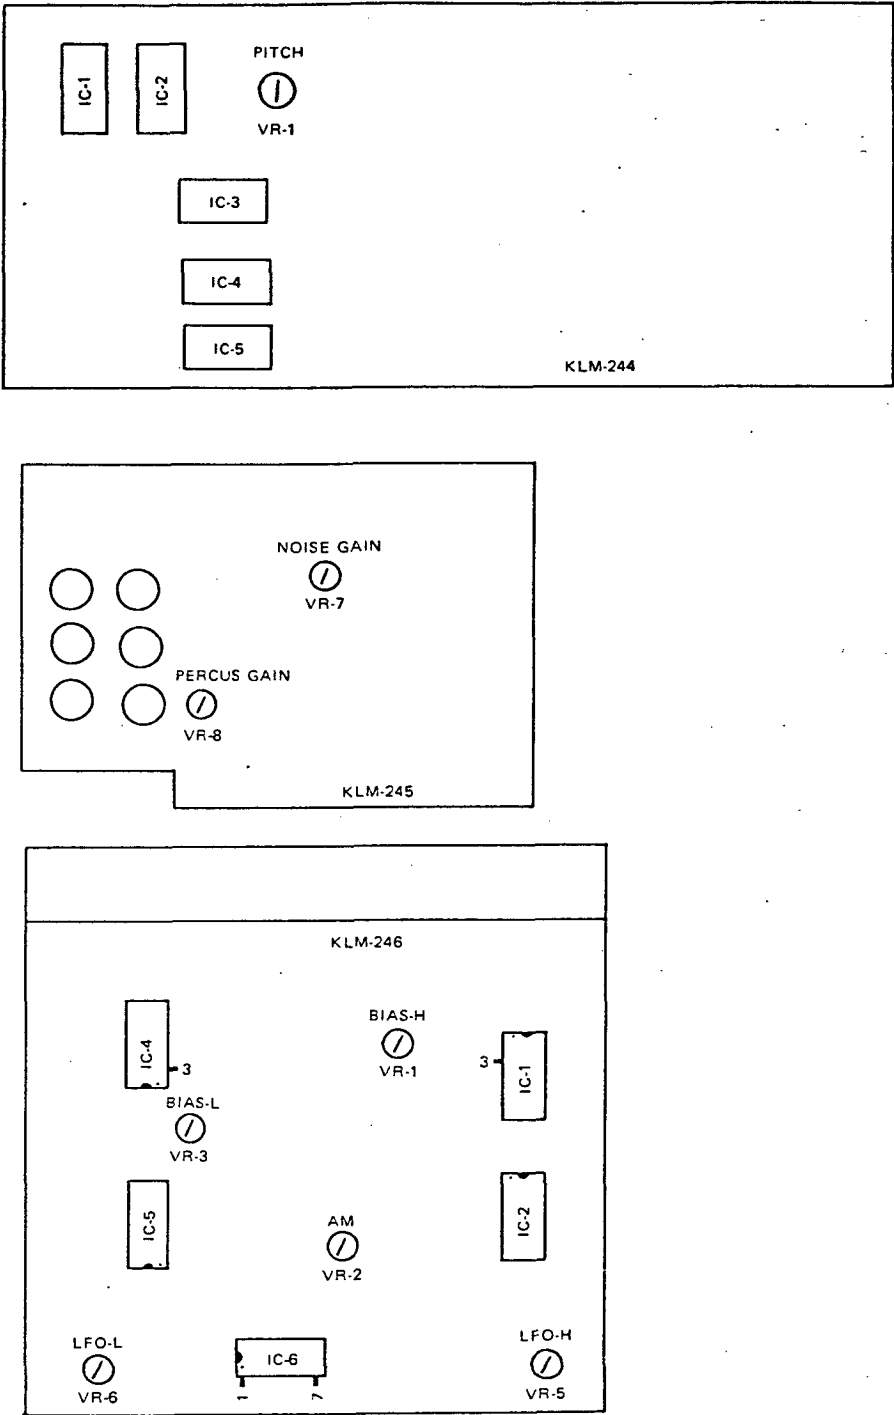 IC-1
IC-2
PITCH
VR-1
IC-3
IC-4
IC-5
KLM-244
NOISE GAIN
VR-7
PERCUS GAIN
VR-8
KLM-245
KLM-246
IC-4
3
BIAS-H
VR-1
3
IC-1
BIAS-L
VR-3
IC-5
AM
VR-2
IC-2
LFO-L
VR-6
IC-6
1
7
LFO-H
VR-5